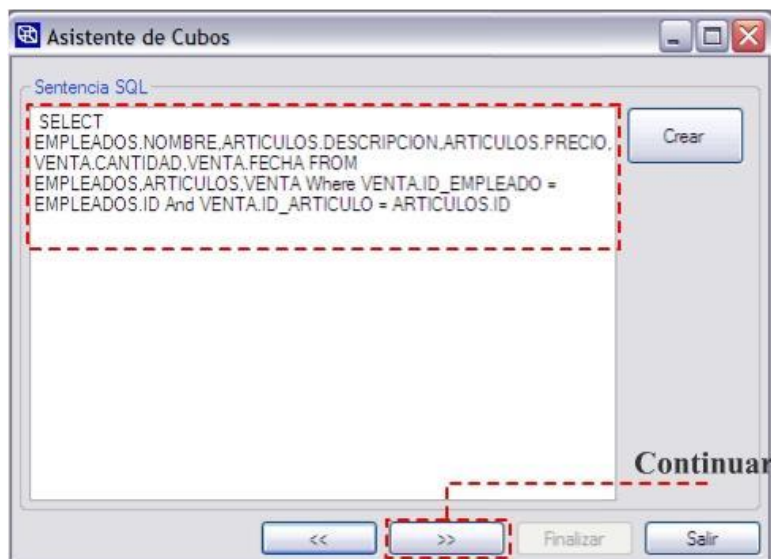 Asistente de Cubos
Sentencia SQL
SELECT
EMPLEADOS.NOMBRE,ARTICULOS.DESCRIPCION,ARTICULOS.PRECIO,
VENTA.CANTIDAD,VENTA.FECHA FROM
EMPLEADOS,ARTICULOS,VENTA Where VENTA.ID_EMPLEADO =
EMPLEADOS.ID And VENTA.ID_ARTICULO = ARTICULOS.ID
Crear
Continuar
<<
>>
Finalizar
Salir